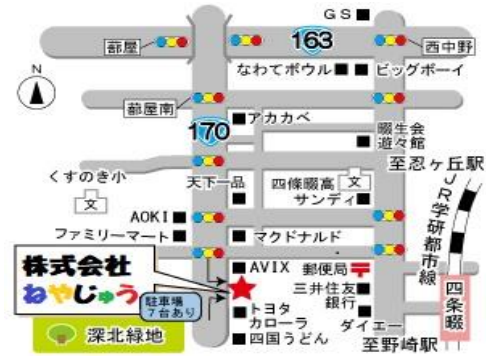 GS
蔀屋
163
西中野
なわてボウル
ビッグボーイ
N
蔀屋南
アカカベ
170
畷生会
遊々館
至忍ヶ丘駅
くすのき小
文
天下一品
四條畷高
文
サンディ
JR学研都市線
AOKI
ファミリーマート
マクドナルド
株式会社
ねやじゅう
駐車場
7台あり
AVIX
郵便局
三井住友
銀行
四条畷
トヨタ
カローラ
ダイエー
深北緑地
四国うどん
至野崎駅